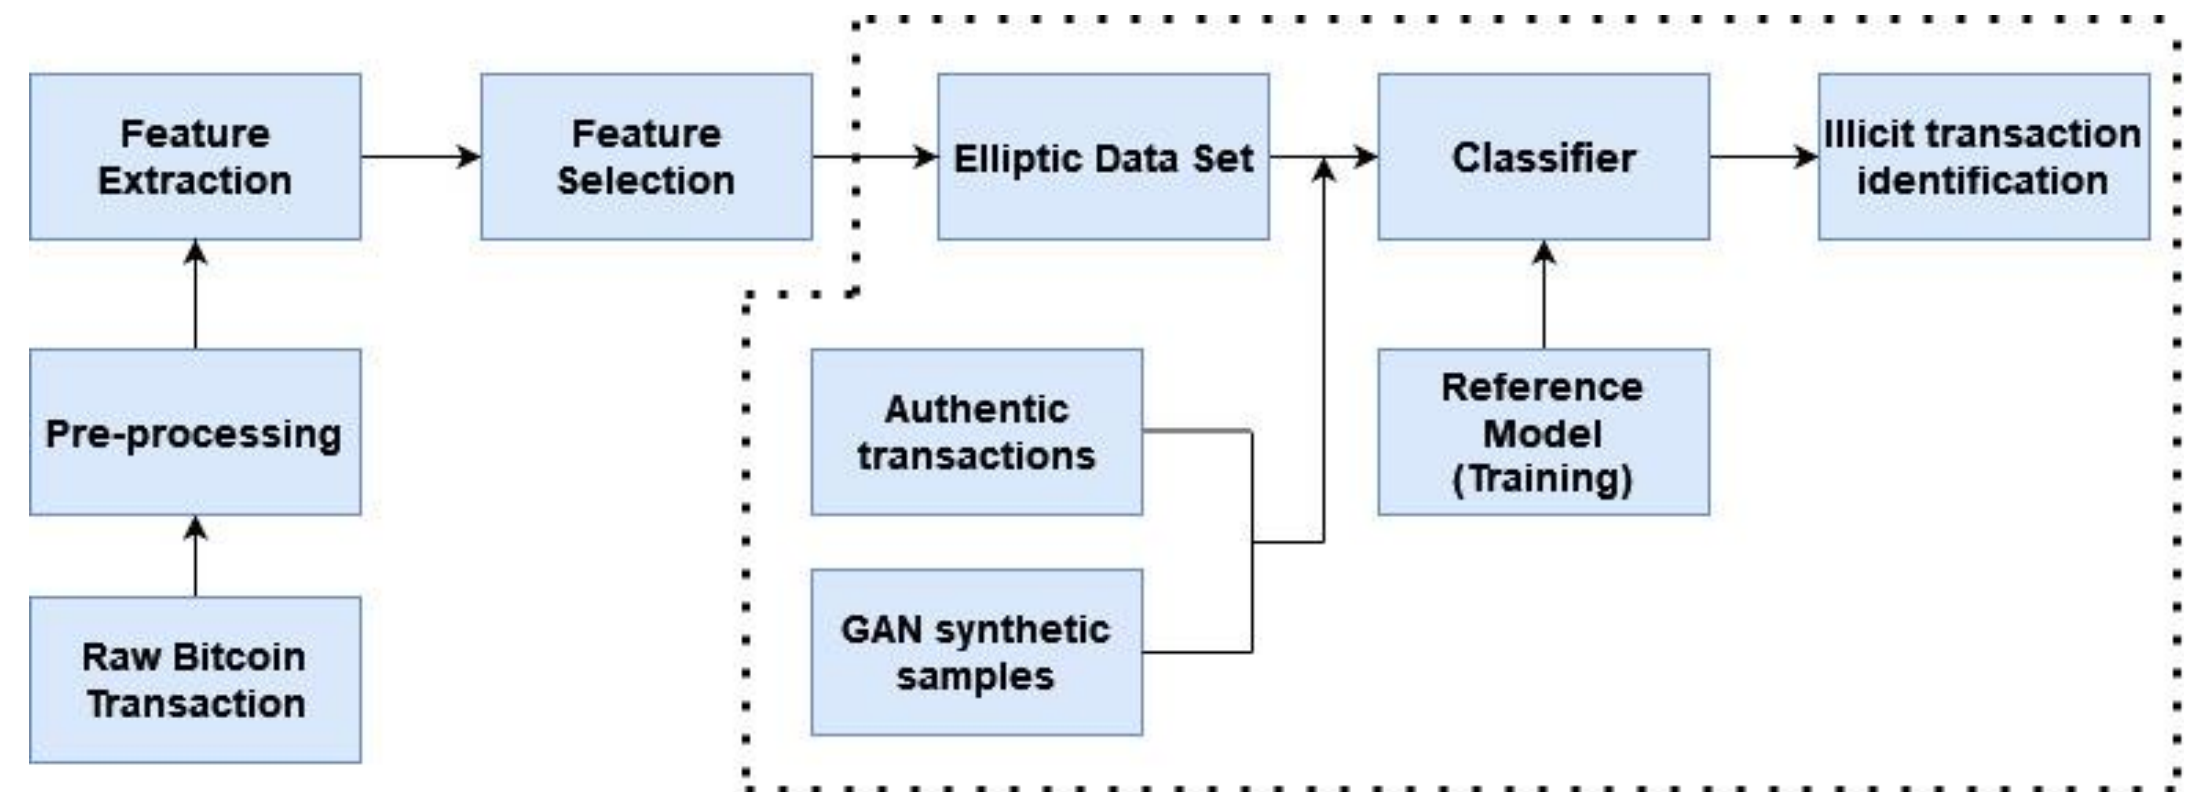 Feature
Extraction
Feature
Selection
Elliptic Data Set
Classifier
Illicit transaction
identification
Pre-processing
Authentic
transactions
Reference
Model
(Training)
Raw Bitcoin
Transaction
GAN synthetic
samples